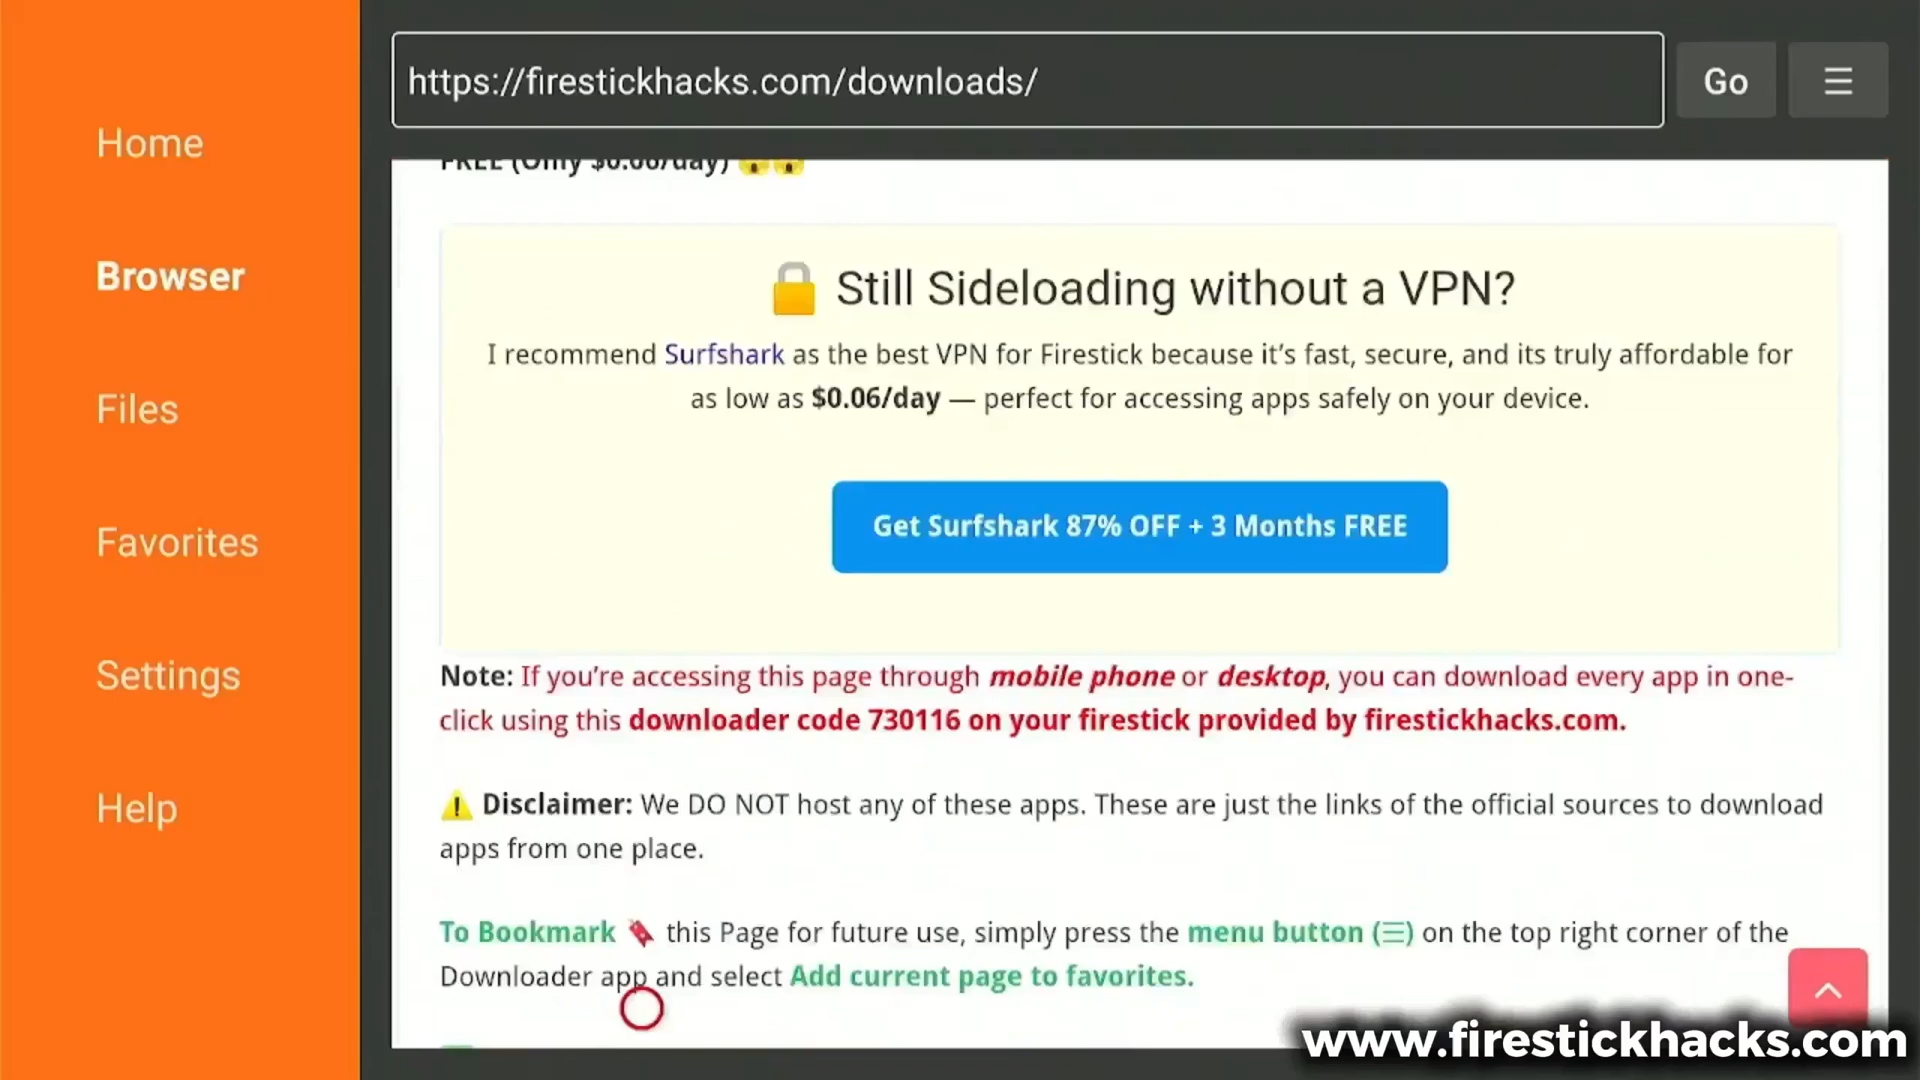 Home
Browser
Files
Favorites
Settings
Help
https://firestickhacks.com/downloads/
Go
FREE (Only $0.06/day)
Still Sideloading without a VPN?
I recommend Surfshark as the best VPN for Firestick because it’s fast, secure, and its truly affordable for
as low as $0.06/day — perfect for accessing apps safely on your device.
Get Surfshark 87% OFF + 3 Months FREE
Note: If you’re accessing this page through mobile phone or desktop, you can download every app in one-
click using this downloader code 730116 on your firestick provided by firestickhacks.com.
Disclaimer: We DO NOT host any of these apps. These are just the links of the official sources to download
apps from one place.
To Bookmark this Page for future use, simply press the menu button (☰) on the top right corner of the
Downloader app and select Add current page to favorites.
www.firestickhacks.com